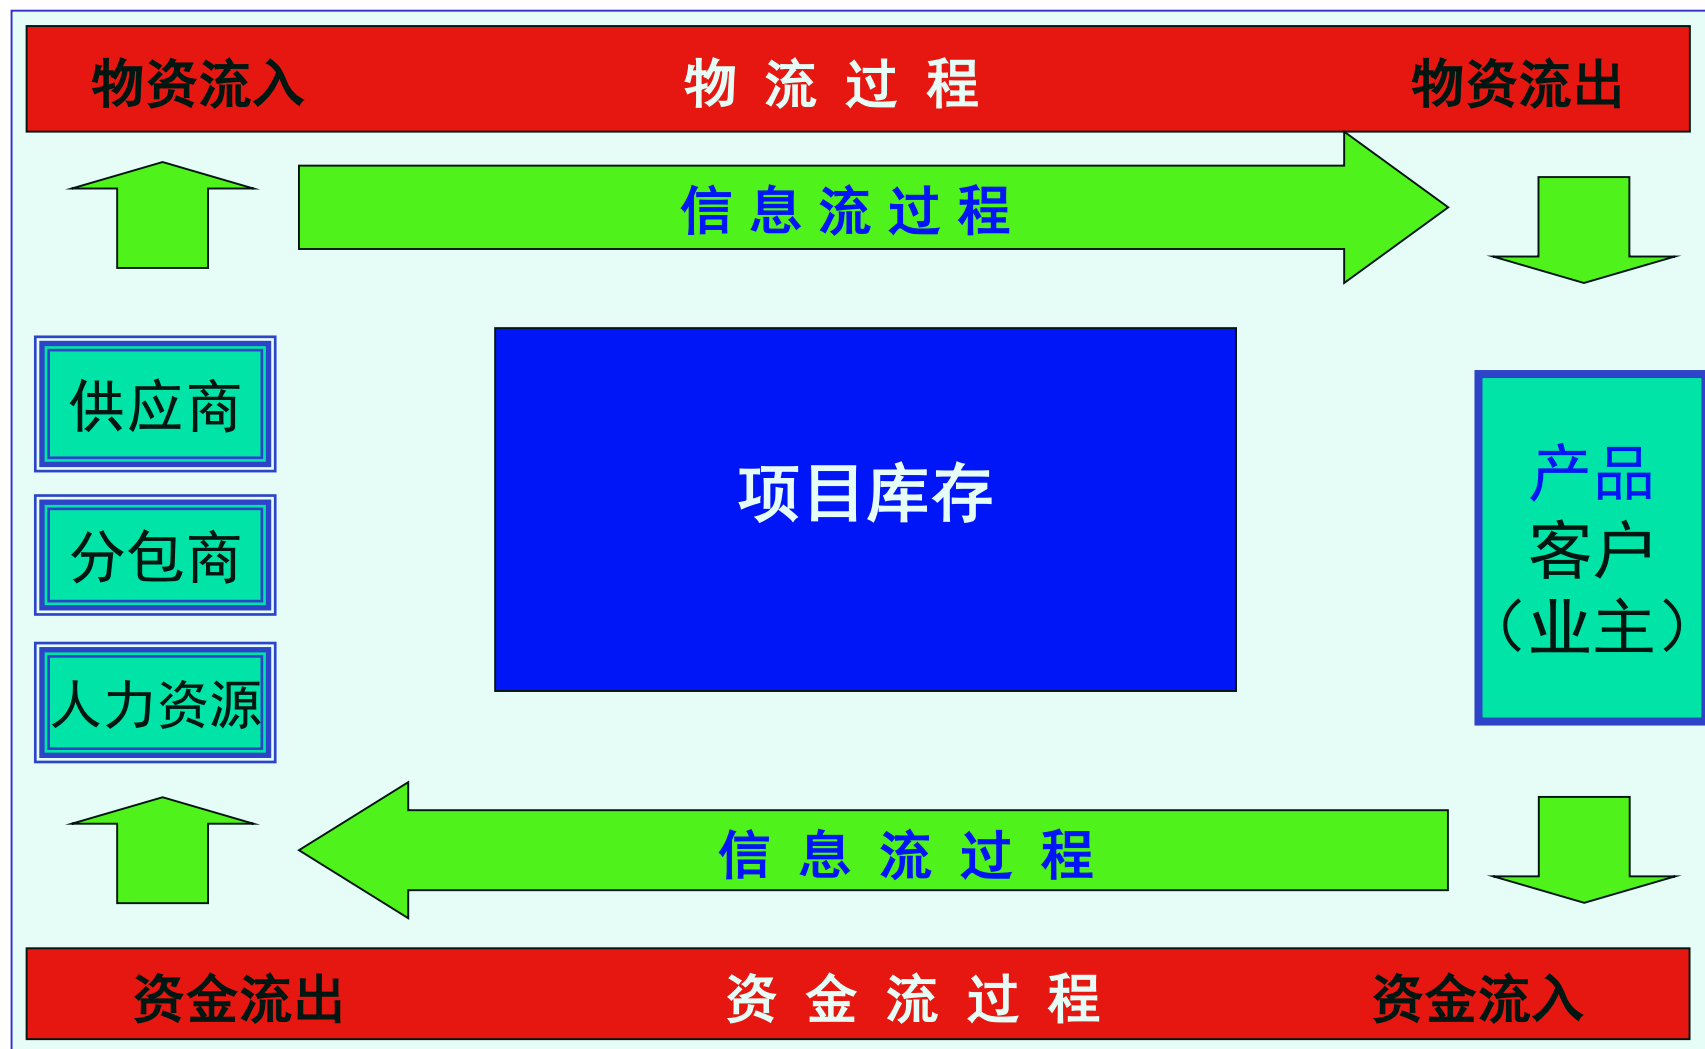 物资流入 物流过程 物资流出
信息流过程
供应商
分包商
人力资源
项目库存
产品
客户
（业主）
信息流过程
资金流出 资金流过程 资金流入